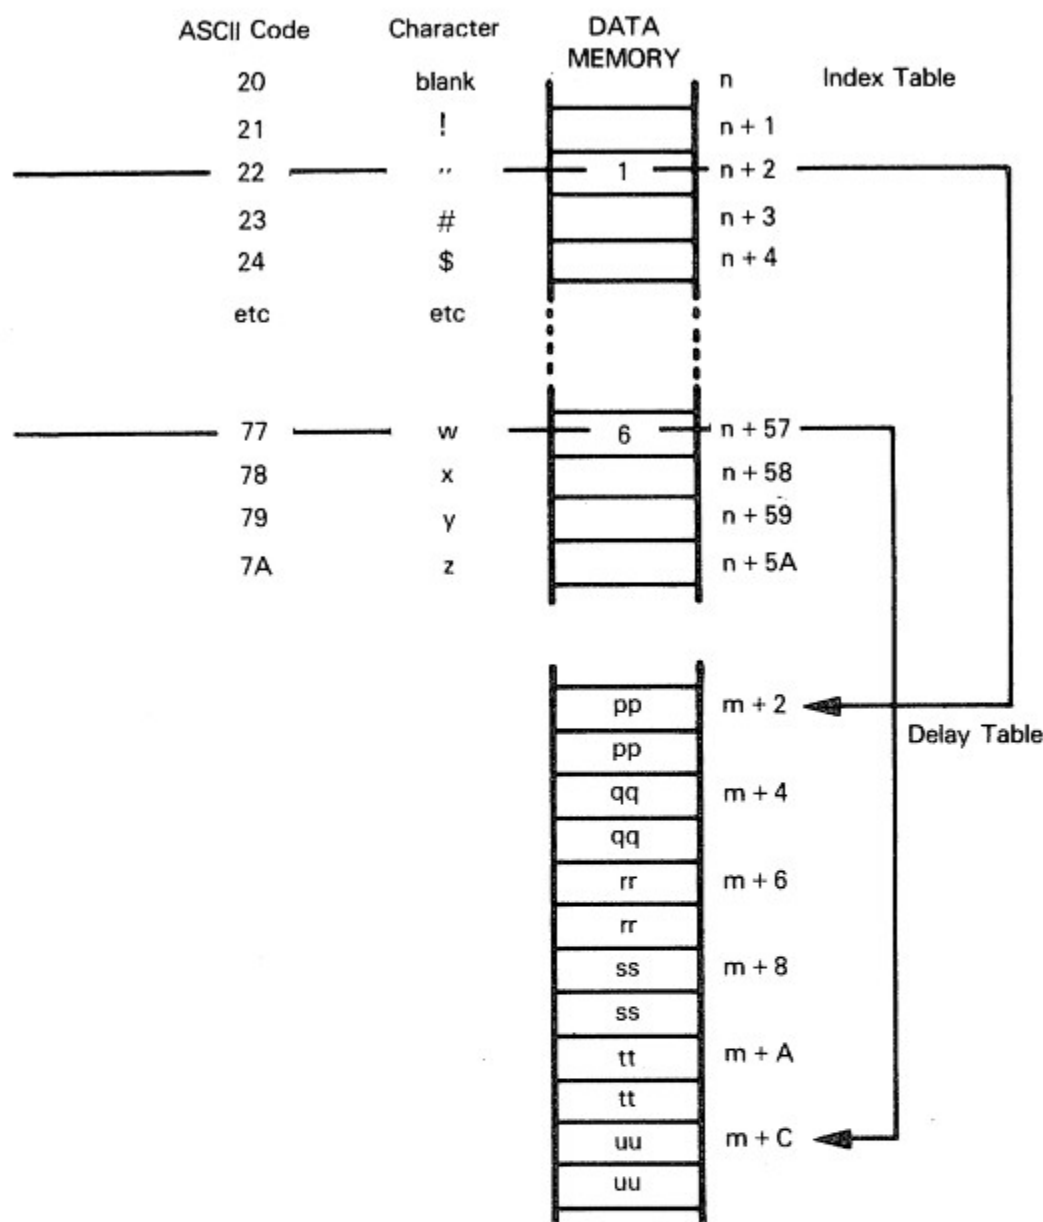 ASCII Code Character DATA MEMORY
20 blank n Index Table
21 ! n + 1
22 " 1 n + 2
23 # n + 3
24 $ n + 4
etc etc
77 w 6 n + 57
78 x n + 58
79 y n + 59
7A z n + 5A
pp m + 2
Delay Table
pp
qq m + 4
qq
rr m + 6
rr
ss m + 8
ss
tt m + A
tt
uu m + C
uu